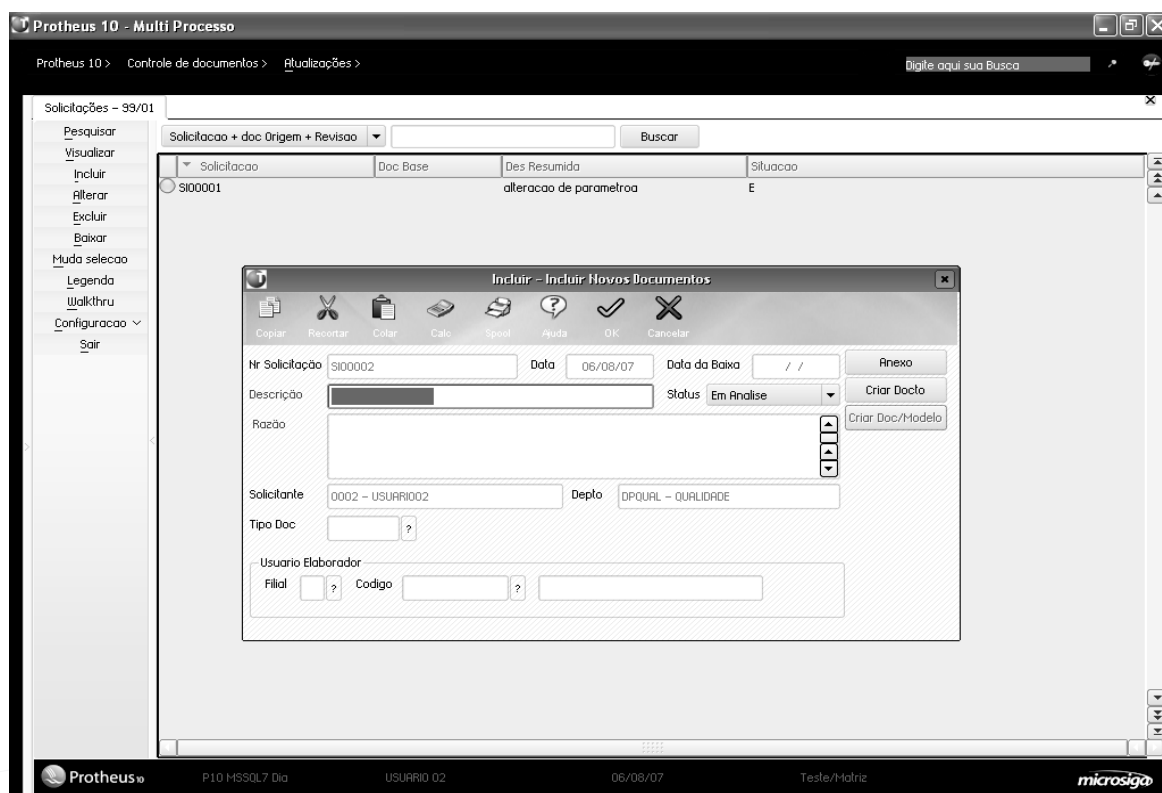 Protheus 10 - Multi Processo
Protheus 10 > Controle de documentos > Atualizações >
Digite aqui sua Busca
Solicitações - 99/01
Pesquisar
Visualizar
Incluir
Alterar
Excluir
Baixar
Muda selecao
Legenda
Walkthru
Configuracao
Sair
Solicitacao + doc Origem + Revisao
Buscar
Solicitacao Doc Base Des Resumida Situacao
SI00001 alteracao de parametroa E
Incluir - Incluir Novos Documentos
Copiar Recortar Colar Calc Spool Ajuda OK Cancelar
Nr Solicitação SI00002 Data 06/08/07 Data da Baixa / / Anexo
Descrição Status Em Analise Criar Docto
Razão Criar Doc/Modelo
Solicitante 0002 - USUARIO02 Depto DPQUAL - QUALIDADE
Tipo Doc ?
Usuario Elaborador
Filial ? Codigo ?
Protheus 10 P10 MSSQL7 Dia USUARIO 02 06/08/07 Teste/Matriz microsiga